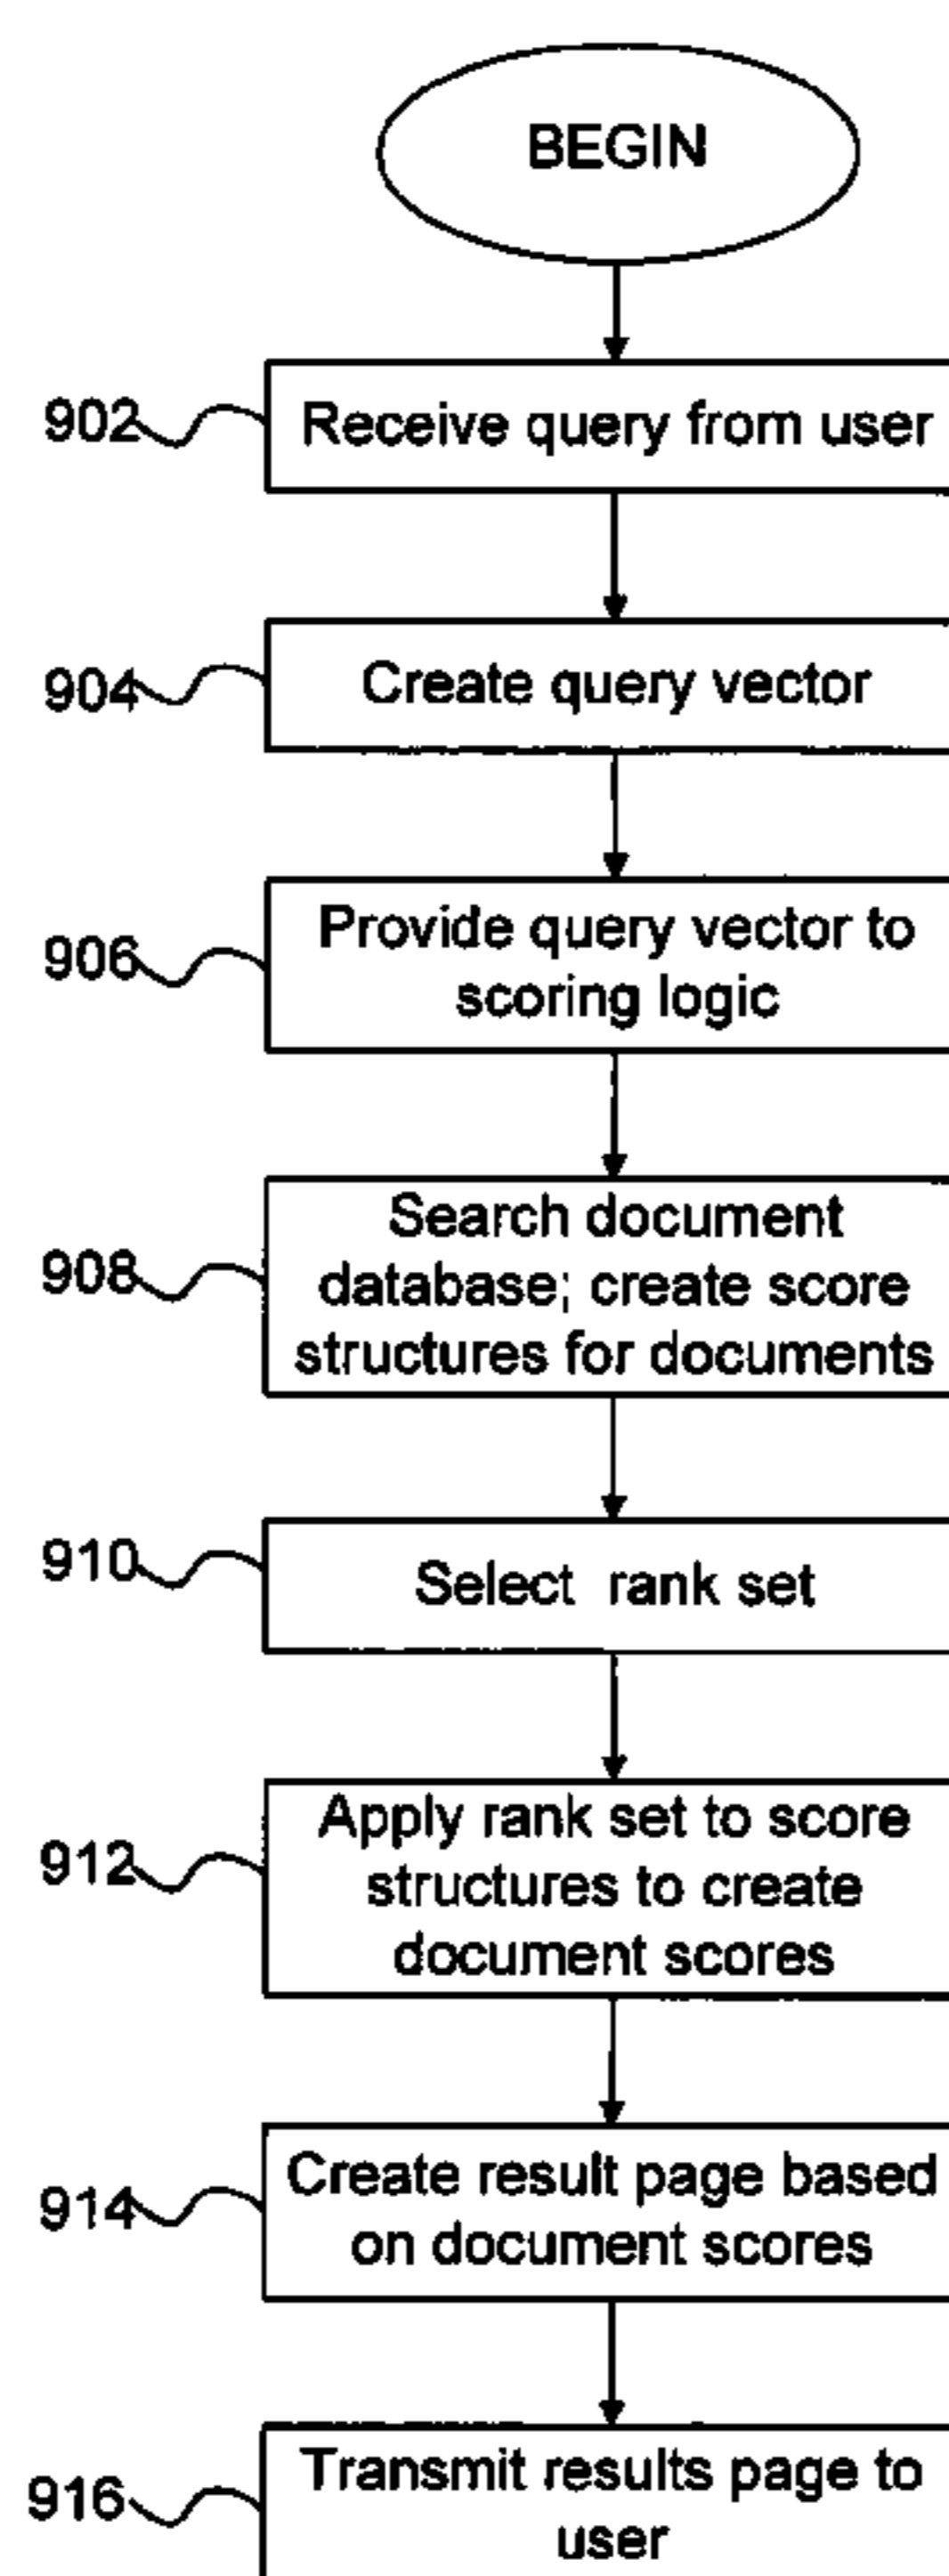 BEGIN
902
Receive query from user
904
Create query vector
906
Provide query vector to
scoring logic
908
Search document
database; create score
structures for documents
910
Select rank set
912
Apply rank set to score
structures to create
document scores
914
Create result page based
on document scores
916
Transmit results page to
user